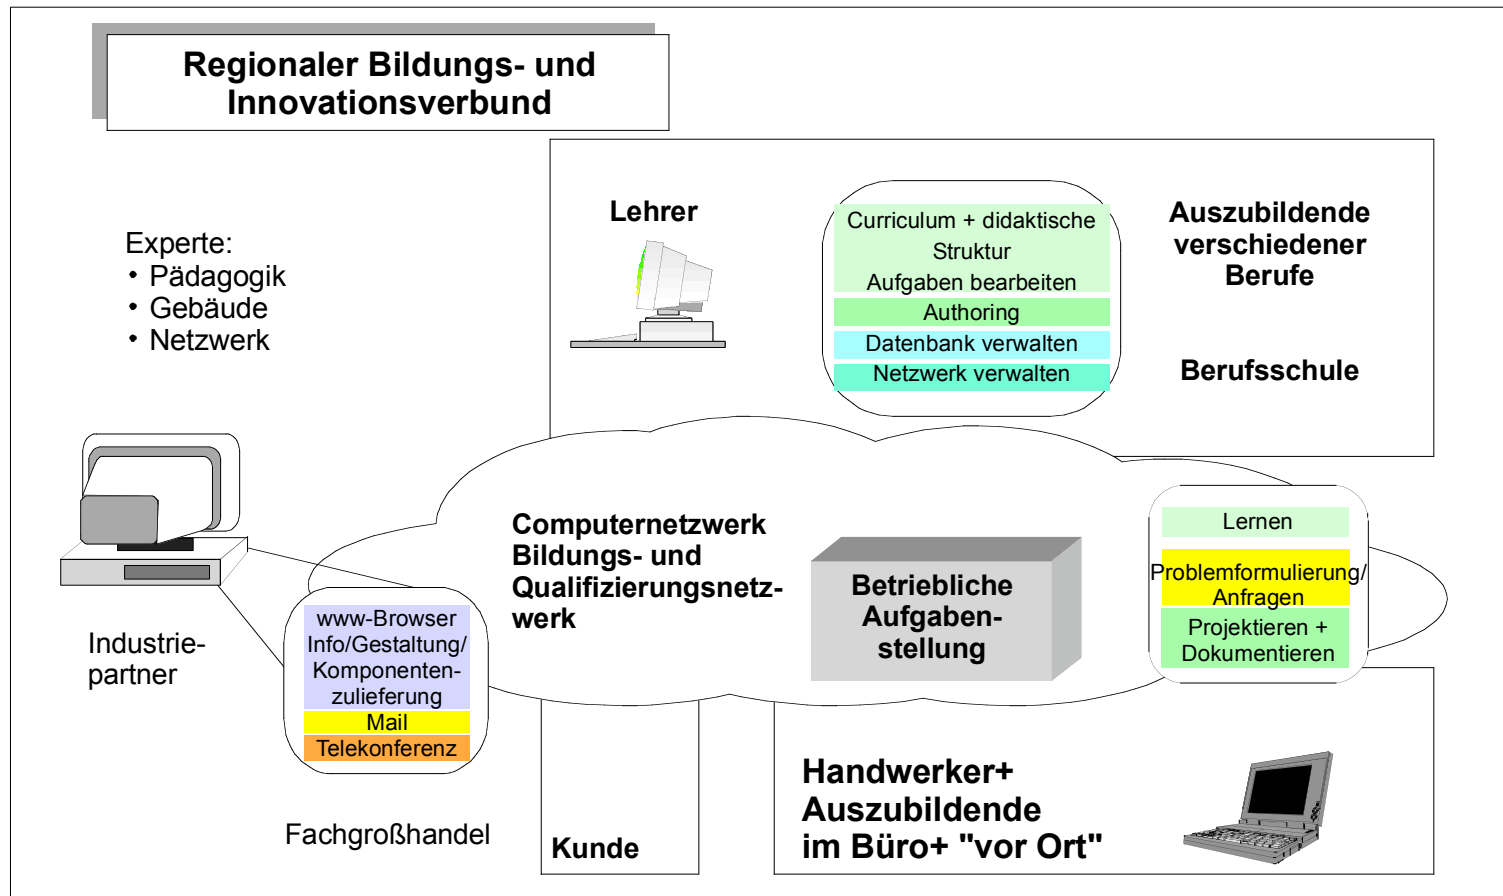 Regionaler Bildungs- und
Innovationsverbund
Experte:
• Pädagogik
• Gebäude
• Netzwerk
Lehrer
Curriculum + didaktische
Struktur
Aufgaben bearbeiten
Authoring
Datenbank verwalten
Netzwerk verwalten
Auszubildende
verschiedener
Berufe
Berufsschule
Computernetzwerk
Bildungs- und
Qualifizierungsnetz-
werk
Betriebliche
Aufgaben-
stellung
Lernen
Problemformulierung/
Anfragen
Projektieren +
Dokumentieren
Industrie-
partner
www-Browser
Info/Gestaltung/
Komponenten-
zulieferung
Mail
Telekonferenz
Fachgroßhandel
Kunde
Handwerker+
Auszubildende
im Büro+ "vor Ort"